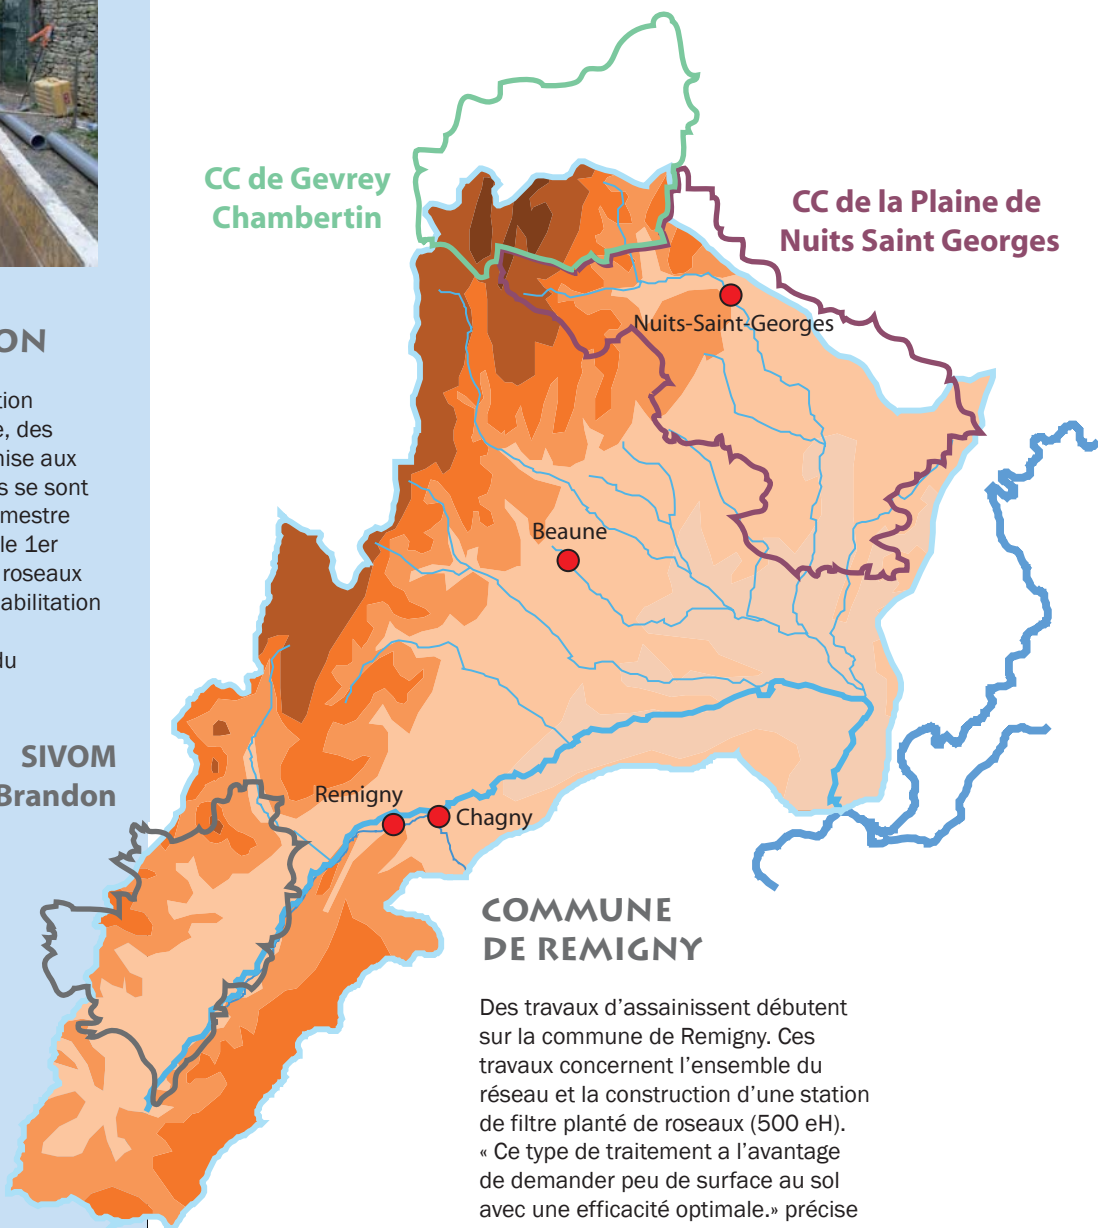 CC de Gevrey
Chambertin
CC de la Plaine de
Nuits Saint Georges
Nuits-Saint-Georges
Beaune
Remigny
Chagny
ON
tion
e, des
nise aux
s se sont
mestre
le 1er
roseaux
abilitation
du
SIVOM
Brandon
COMMUNE
DE REMIGNY
Des travaux d’assainissent débutent
sur la commune de Remigny. Ces
travaux concernent l’ensemble du
réseau et la construction d’une station
de filtre planté de roseaux (500 eH).
« Ce type de traitement a l’avantage
de demander peu de surface au sol
avec une efficacité optimale.» précise